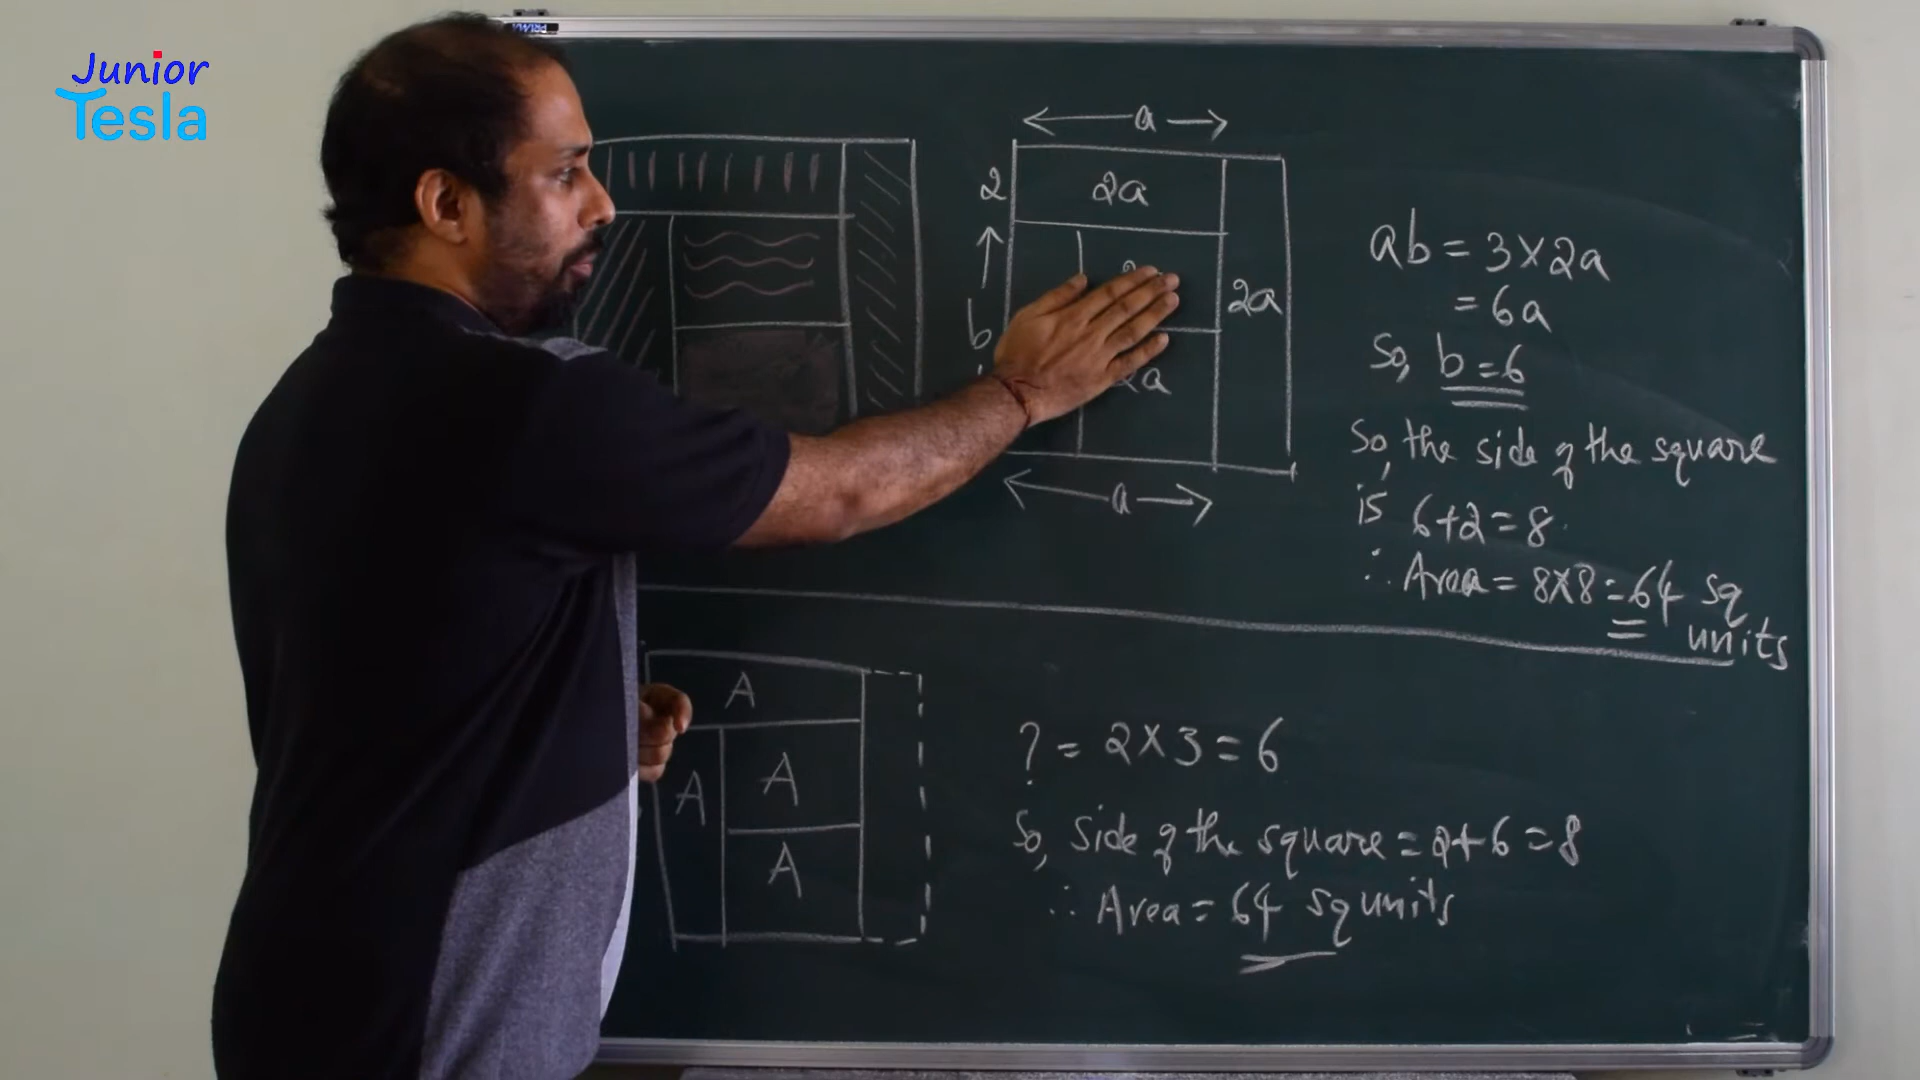 Junior
Tesla
PRIMA
a
2
2a
b
2a
2a
a
ab = 3×2a
= 6a
So, b = 6
So, the side of the square
is 6+2=8
∴ Area = 8×8 = 64 sq
units
A
A
A
A
? = 2×3 = 6
So, Side of the square = 2+6 = 8
∴ Area = 64 sq units